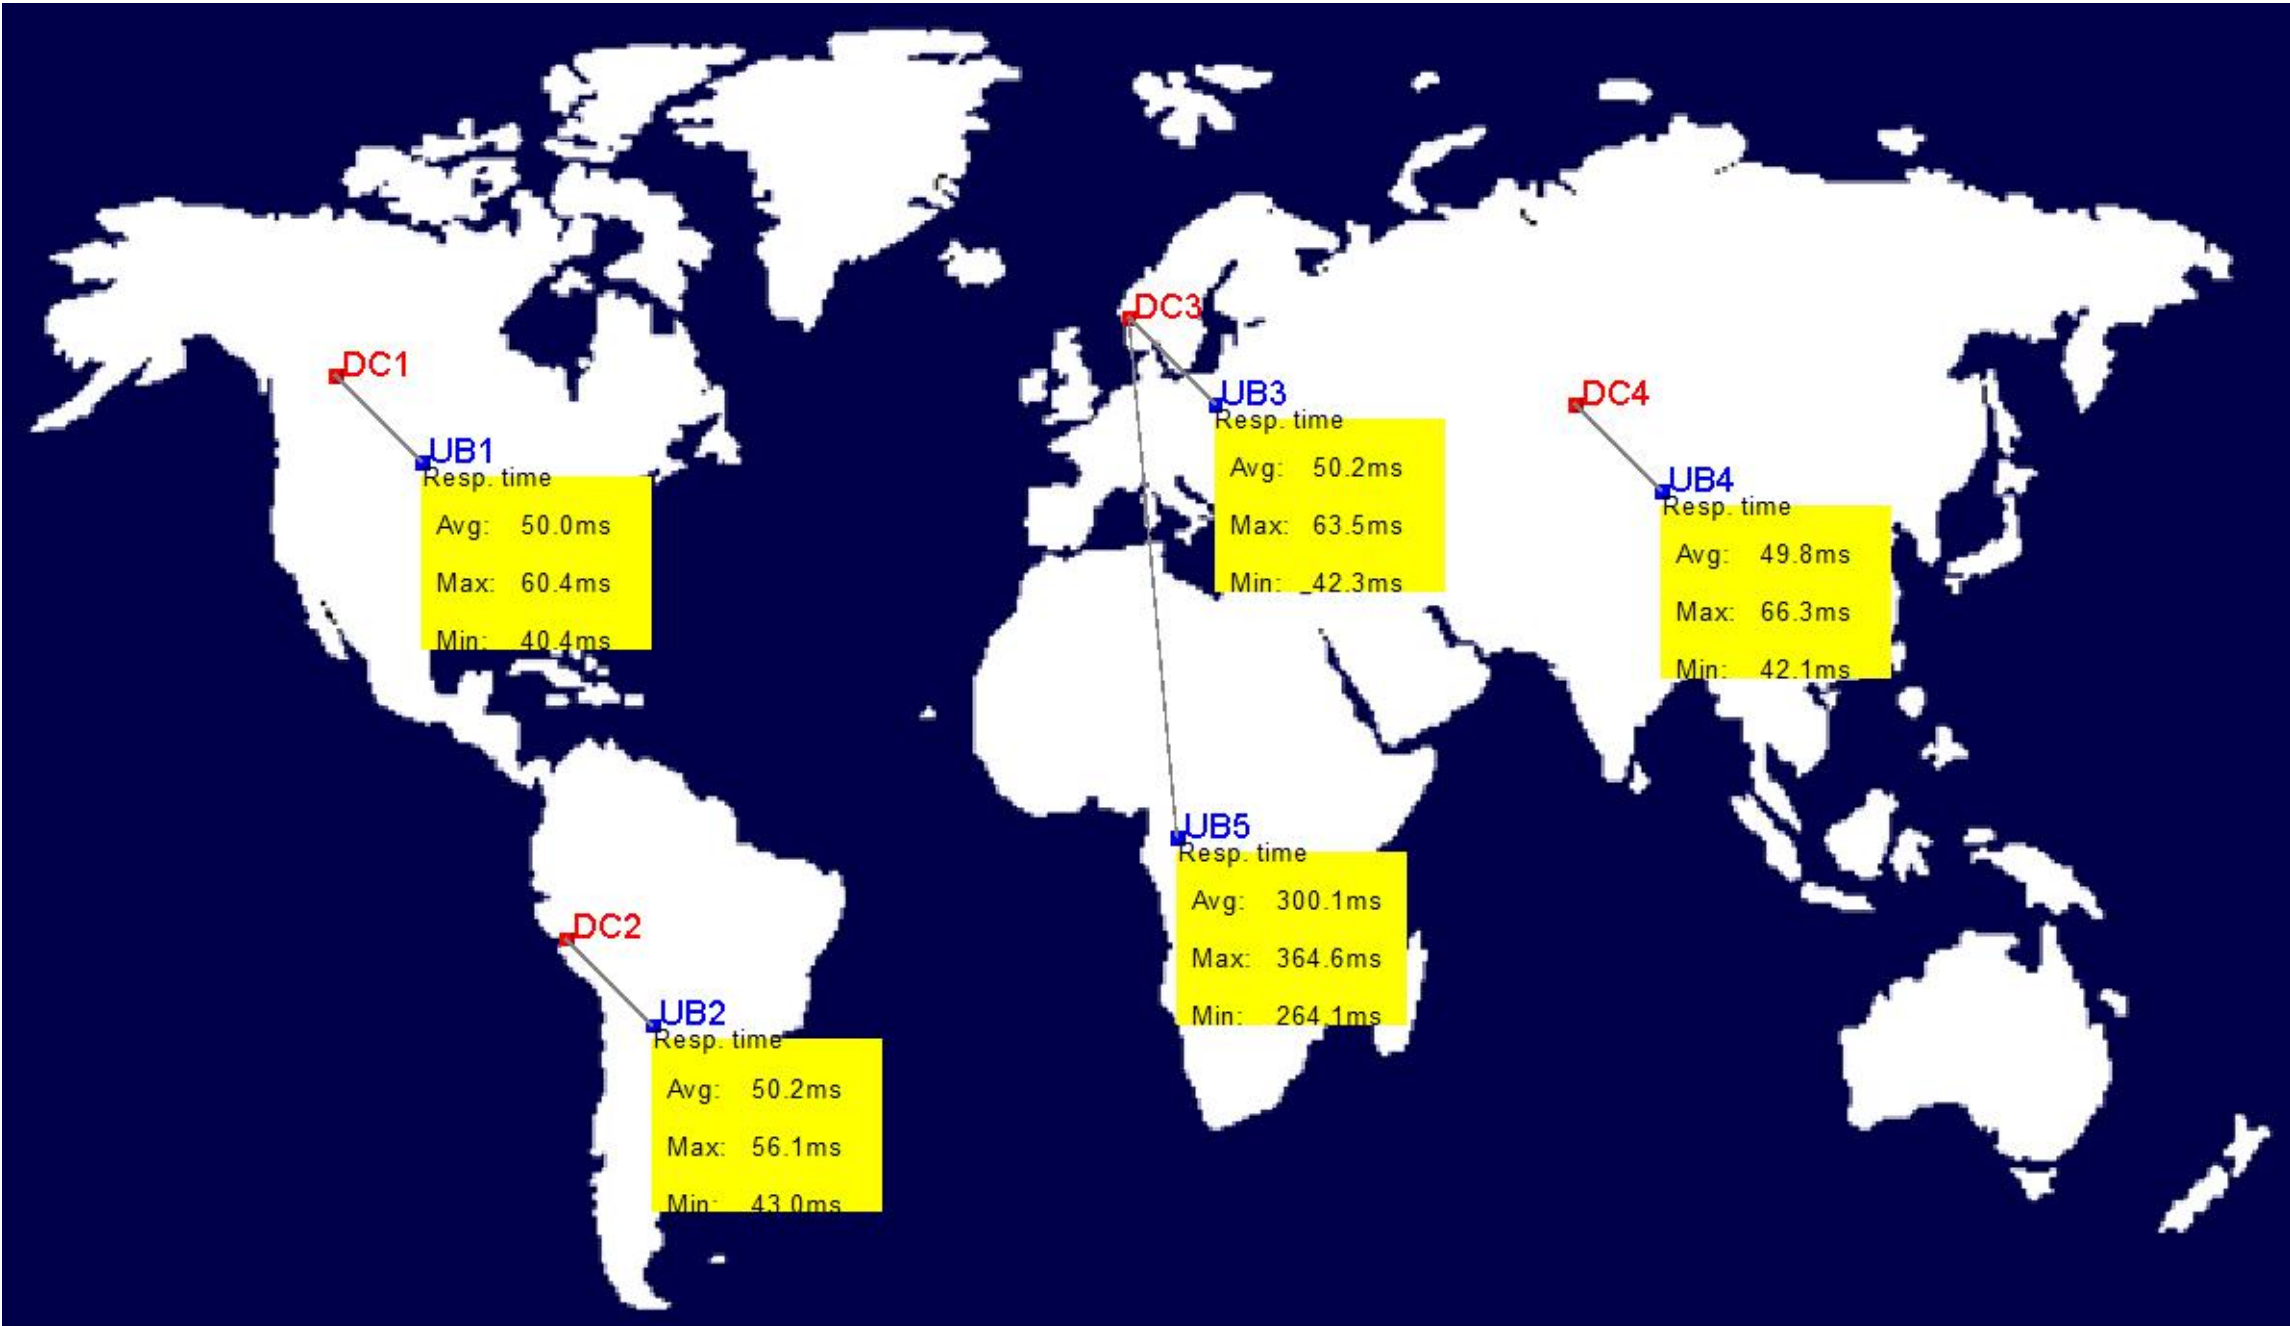 DC3
DC1
UB3
Resp. time
Avg: 50.2ms
Max: 63.5ms
Min: _42.3ms
DC4
UB1
Resp. time
Avg: 50.0ms
Max: 60.4ms
Min: 40.4ms
UB4
Resp. time
Avg: 49.8ms
Max: 66.3ms
Min: 42.1ms
UB5
Resp. time
Avg: 300.1ms
Max: 364.6ms
Min: 264.1ms
DC2
UB2
Resp. time
Avg: 50.2ms
Max: 56.1ms
Min: 43.0ms